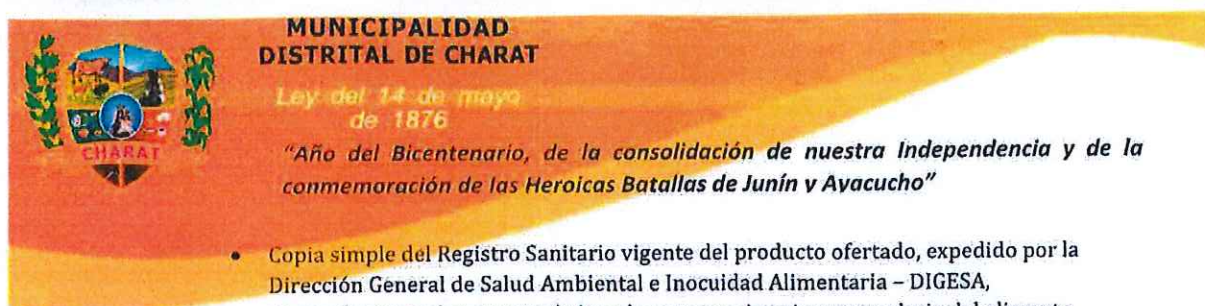 MUNICIPALIDAD
DISTRITAL DE CHARAT
Ley del 14 de mayo
de 1876
CHARAT
"Año del Bicentenario, de la consolidación de nuestra Independencia y de la
conmemoración de las Heroicas Batallas de Junín y Ayacucho"
• Copia simple del Registro Sanitario vigente del producto ofertado, expedido por la
Dirección General de Salud Ambiental e Inocuidad Alimentaria – DIGESA,